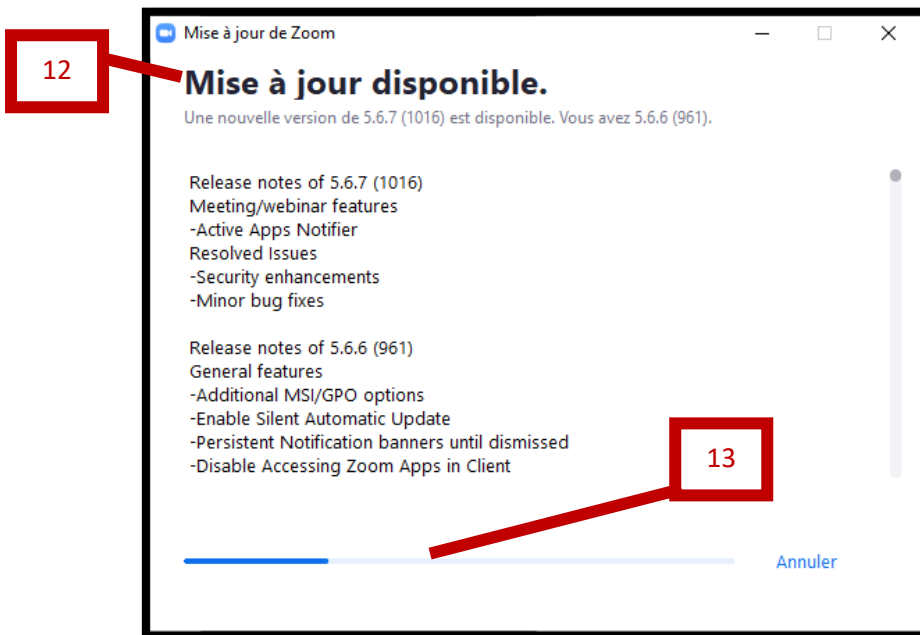 Mise à jour de Zoom
12
Mise à jour disponible.
Une nouvelle version de 5.6.7 (1016) est disponible. Vous avez 5.6.6 (961).
Release notes of 5.6.7 (1016)
Meeting/webinar features
-Active Apps Notifier
Resolved Issues
-Security enhancements
-Minor bug fixes
Release notes of 5.6.6 (961)
General features
-Additional MSI/GPO options
-Enable Silent Automatic Update
-Persistent Notification banners until dismissed
-Disable Accessing Zoom Apps in Client
13
Annuler